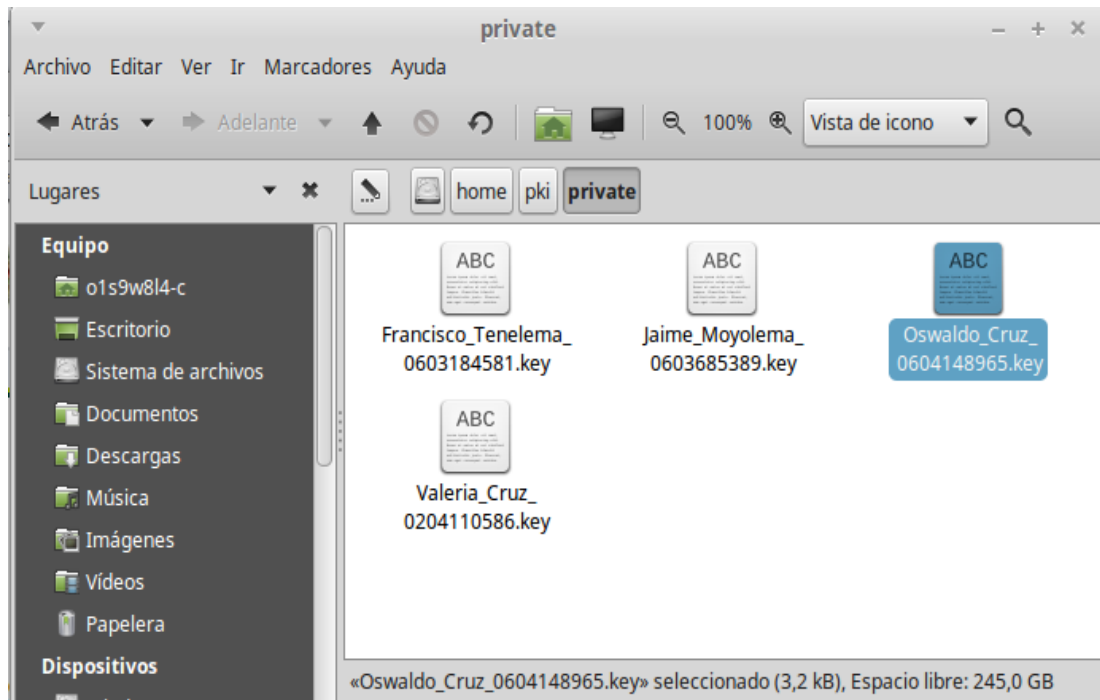 private
Archivo Editar Ver Ir Marcadores Ayuda
Atrás Adelante 100% Vista de icono
Lugares
home pki private
Equipo
o1s9w8l4-c
Escritorio
Sistema de archivos
Documentos
Descargas
Música
Imágenes
Vídeos
Papelera
Dispositivos
ABC
Francisco_Tenelema_
0603184581.key
ABC
Jaime_Moyolema_
0603685389.key
ABC
Oswaldo_Cruz_
0604148965.key
ABC
Valeria_Cruz_
0204110586.key
«Oswaldo_Cruz_0604148965.key» seleccionado (3,2 kB), Espacio libre: 245,0 GB